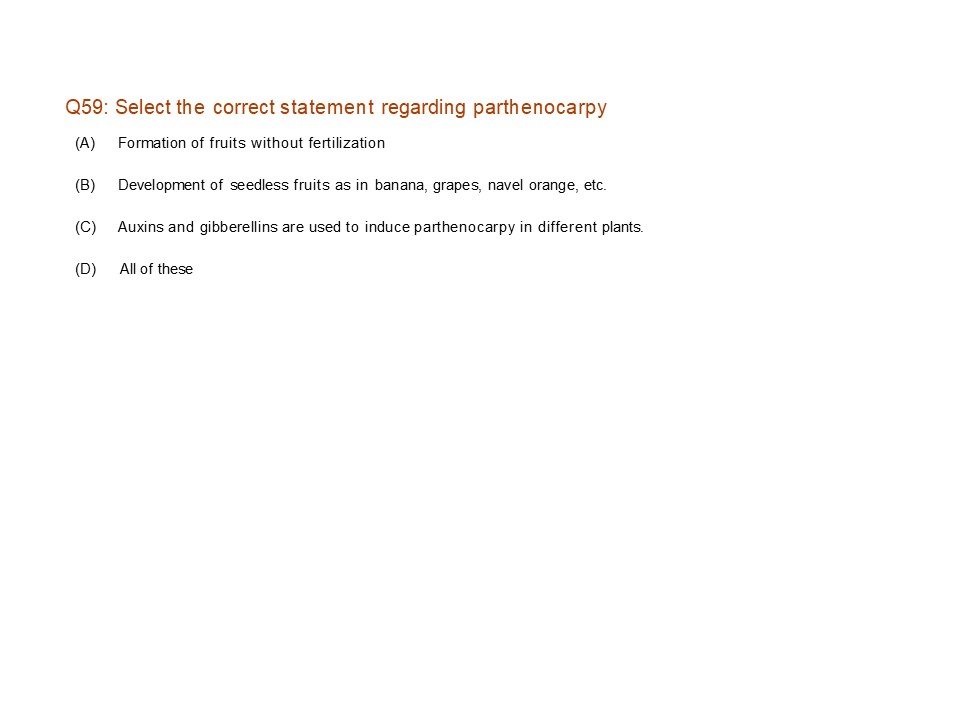 Q59: Select the correct statement regarding parthenocarpy
(A) Formation of fruits without fertilization
(B) Development of seedless fruits as in banana, grapes, navel orange, etc.
(C) Auxins and gibberellins are used to induce parthenocarpy in different plants.
(D) All of these